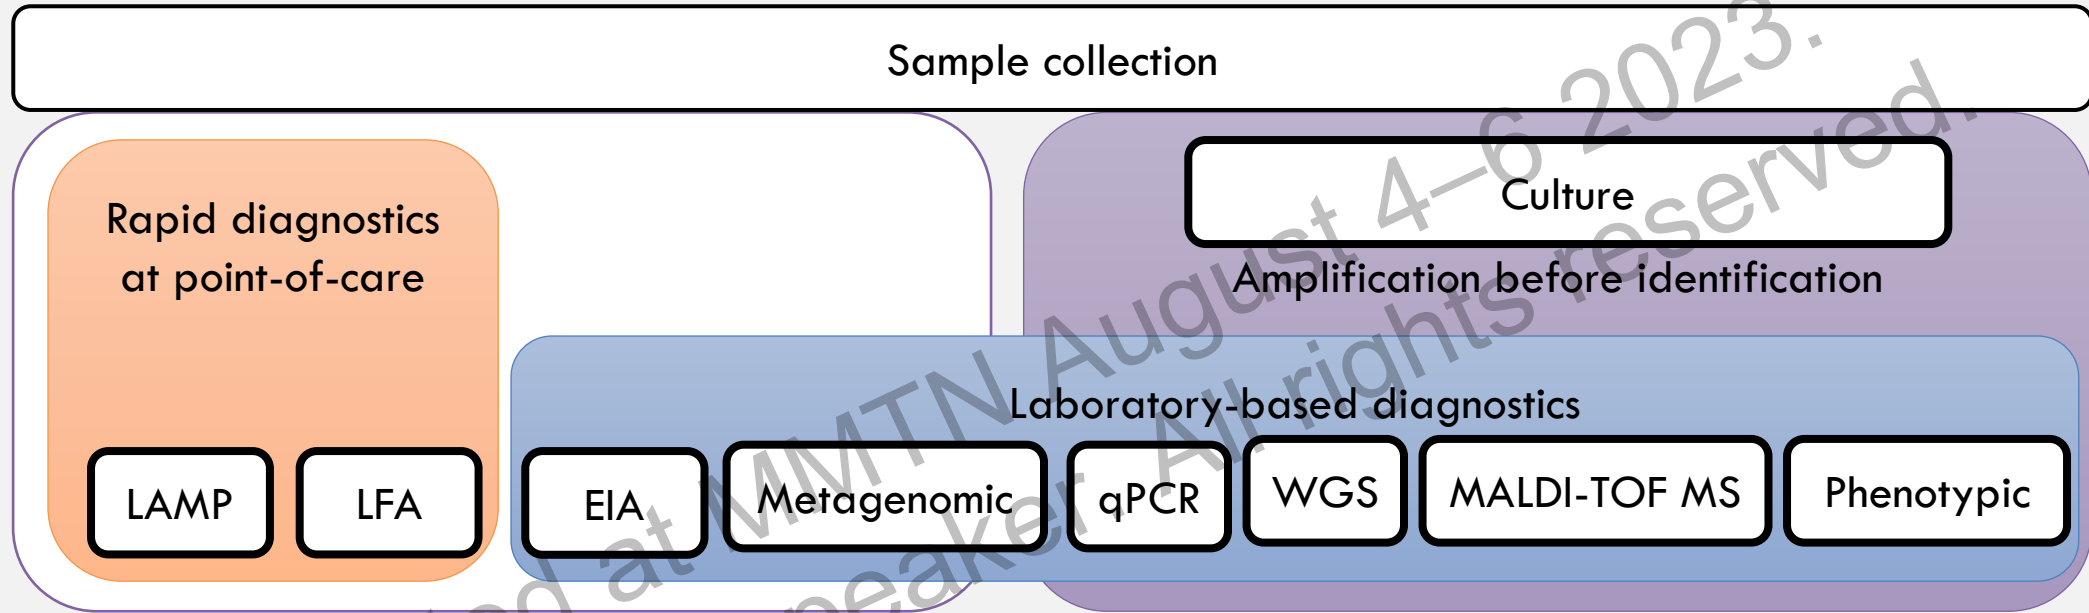 Sample collection
Rapid diagnostics
at point-of-care
Culture
Amplification before identification
Laboratory-based diagnostics
LAMP
LFA
EIA
Metagenomic
qPCR
WGS
MALDI-TOF MS
Phenotypic
at MMTN August 4–6 2023.
All rights reserved.